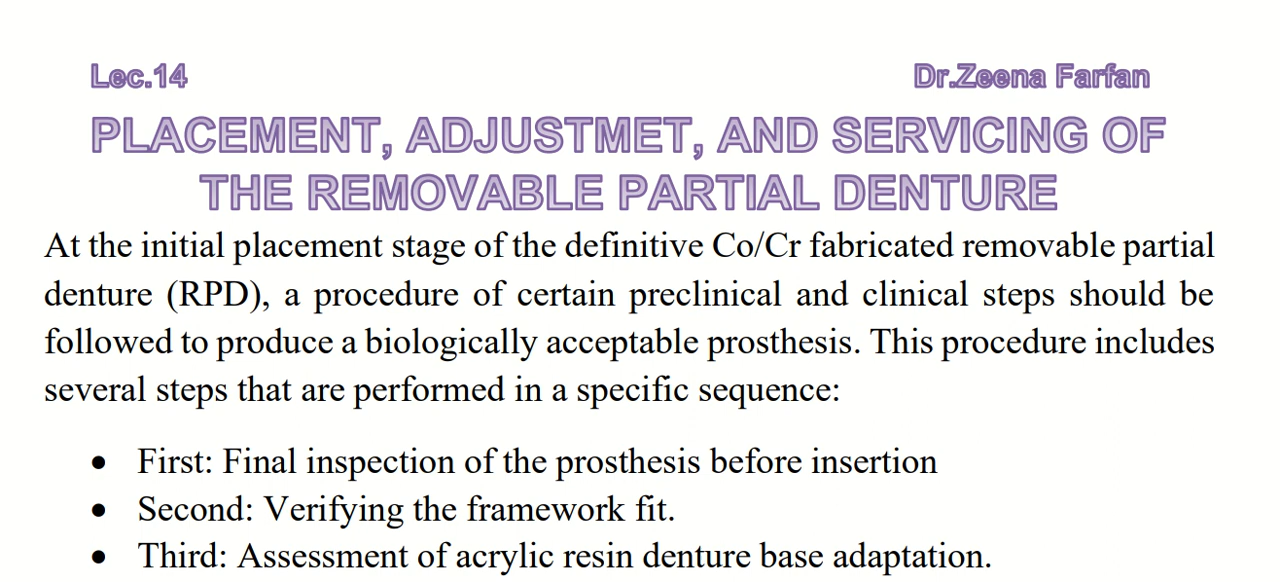 Lec.14 Dr.Zeena Farfan
PLACEMENT, ADJUSTMET, AND SERVICING OF
THE REMOVABLE PARTIAL DENTURE
At the initial placement stage of the definitive Co/Cr fabricated removable partial
denture (RPD), a procedure of certain preclinical and clinical steps should be
followed to produce a biologically acceptable prosthesis. This procedure includes
several steps that are performed in a specific sequence:
• First: Final inspection of the prosthesis before insertion
• Second: Verifying the framework fit.
• Third: Assessment of acrylic resin denture base adaptation.